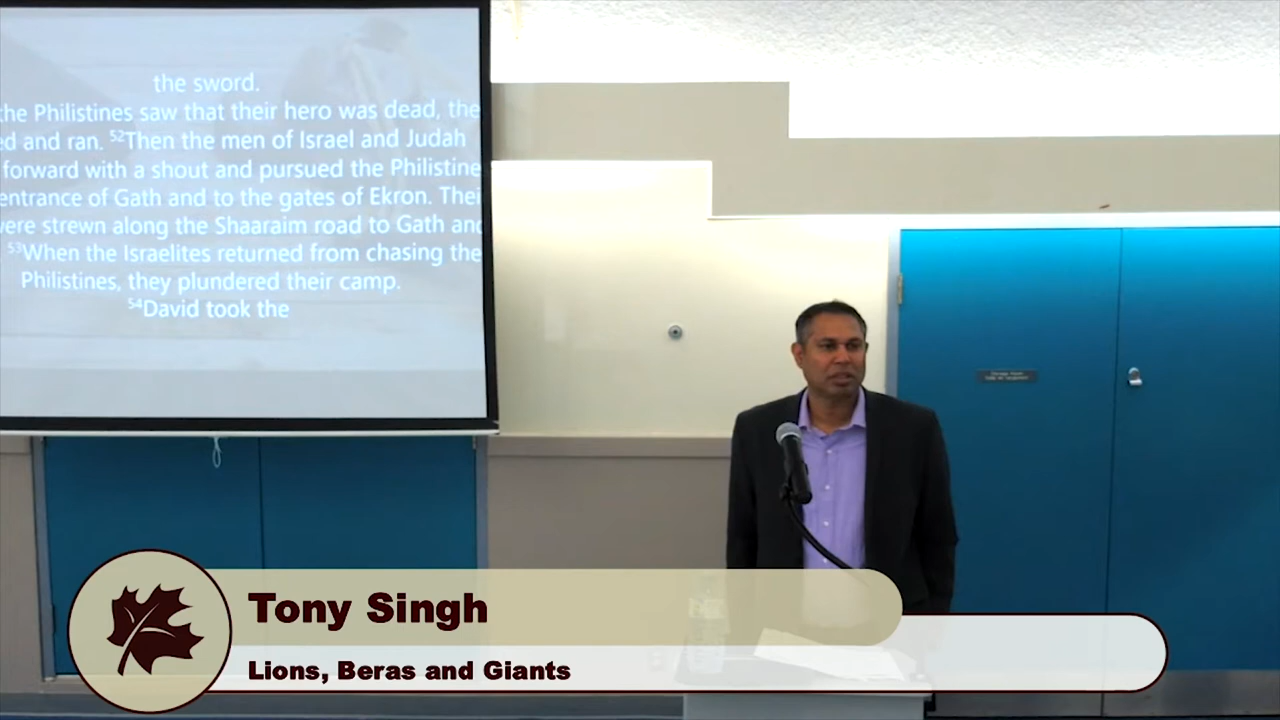 the sword.
the Philistines saw that their hero was dead, the
ed and ran. ⁵²Then the men of Israel and Judah
forward with a shout and pursued the Philistine
entrance of Gath and to the gates of Ekron. Thei
were strewn along the Shaaraim road to Gath and
⁵³When the Israelites returned from chasing the
Philistines, they plundered their camp.
⁵⁴David took the
Tony Singh
Lions, Beras and Giants